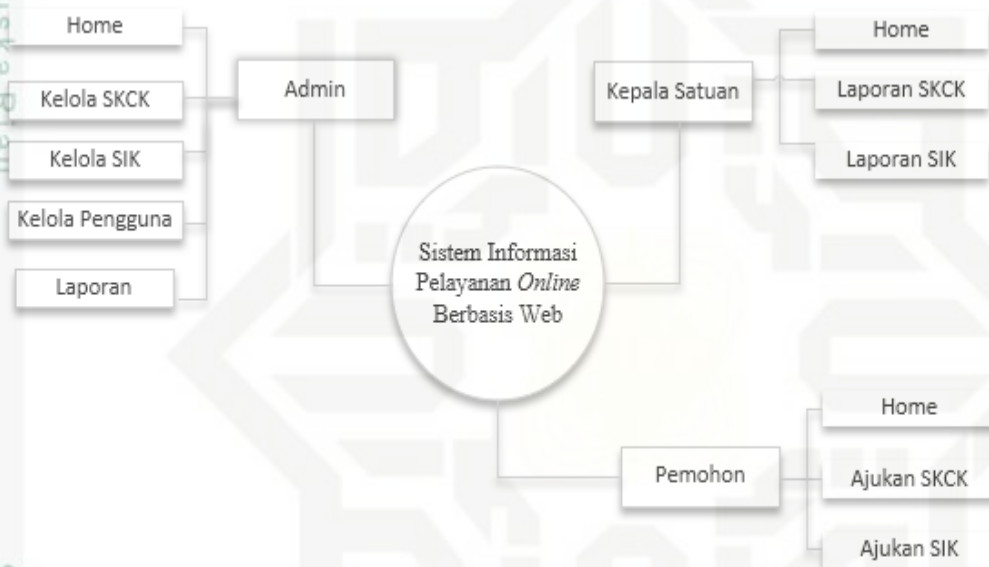 Home
Kelola SKCK
Kelola SIK
Kelola Pengguna
Laporan
Admin
Sistem Informasi
Pelayanan Online
Berbasis Web
Kepala Satuan
Home
Laporan SKCK
Laporan SIK
Pemohon
Home
Ajukan SKCK
Ajukan SIK